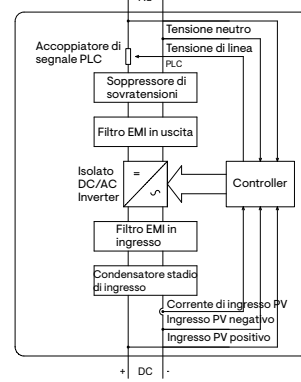 Tensione neutro
Accoppiatore di
segnale PLC
Tensione di linea
PLC
Soppressore di
sovratensioni
Filtro EMI in uscita
Isolato
DC/AC
Inverter
=
Controller
Filtro EMI in
ingresso
Condensatore stadio
di ingresso
Corrente di ingresso PV
Ingresso PV negativo
Ingresso PV positivo
+ DC -